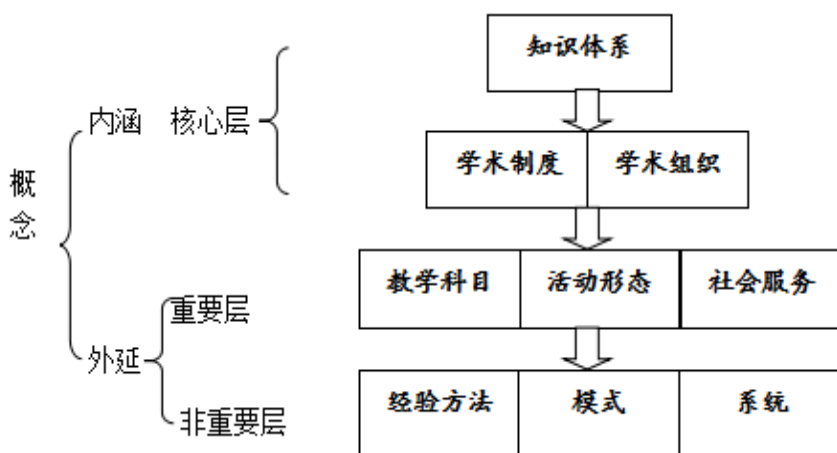 知识体系
内涵 核心层
学术制度 学术组织
概念
教学科目 活动形态 社会服务
重要层
外延
经验方法 模式 系统
非重要层